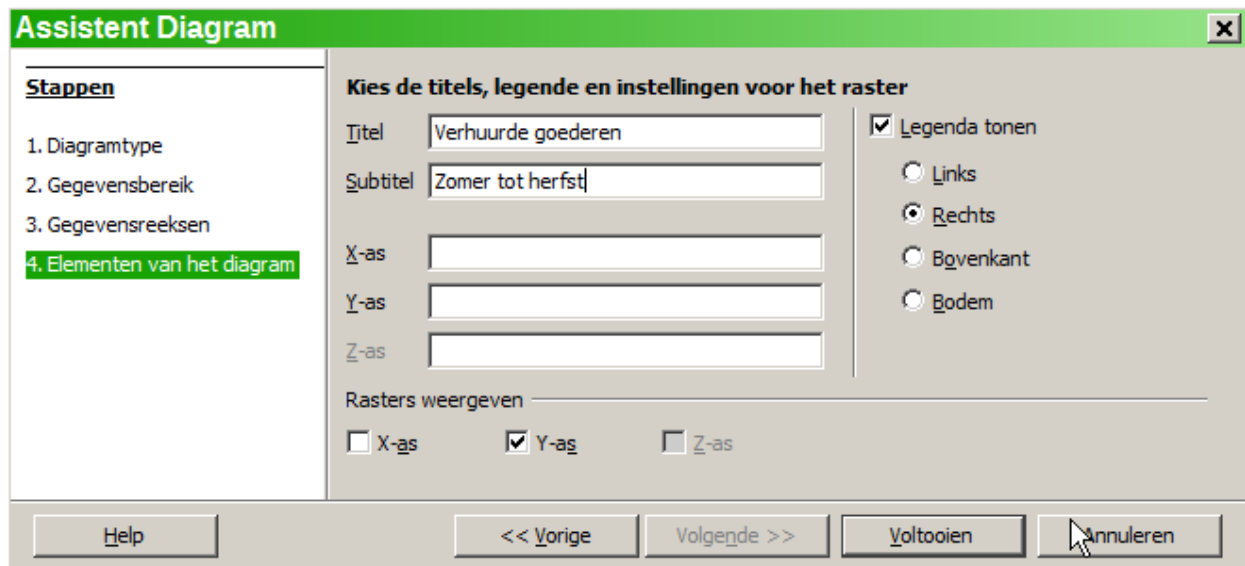 Assistent Diagram
Stappen
1. Diagramtype
2. Gegevensbereik
3. Gegevensreeksen
4. Elementen van het diagram
Kies de titels, legende en instellingen voor het raster
Titel Verhuurde goederen
Subtitel Zomer tot herfst
X-as
Y-as
Z-as
Legenda tonen
Links
Rechts
Bovenkant
Bodem
Rasters weergeven
X-as Y-as Z-as
Help << Vorige Volgende >> Voltooien Annuleren